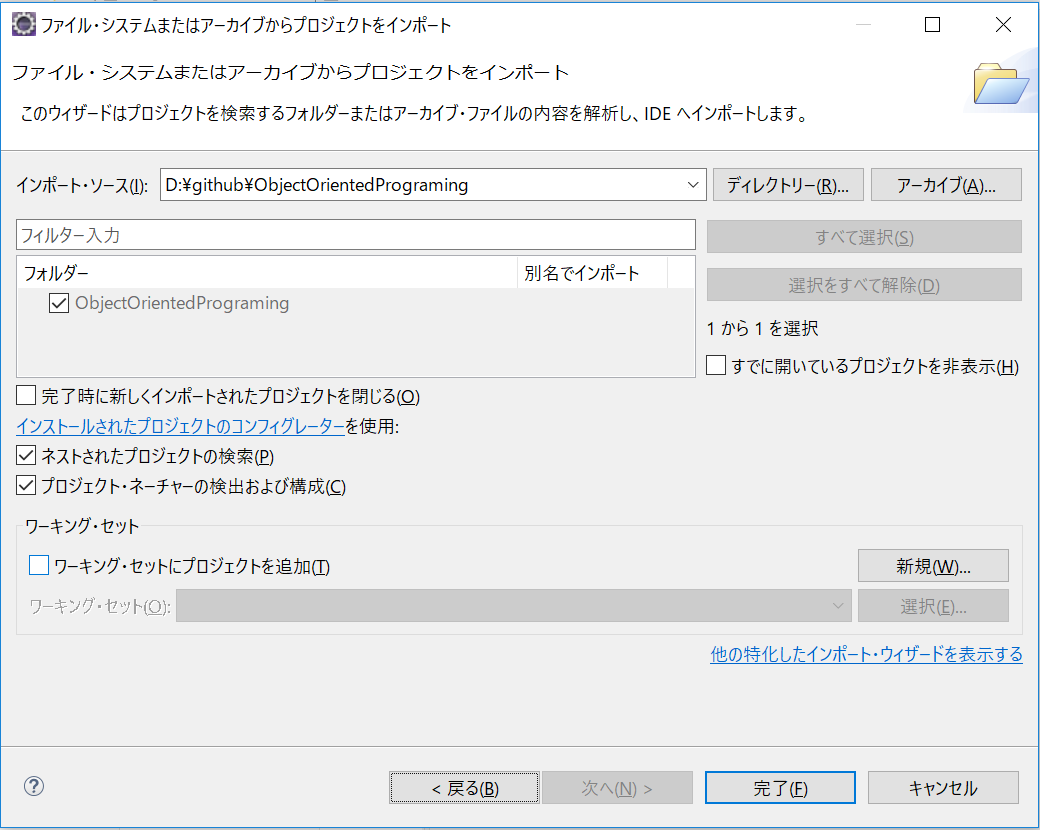 ファイル・システムまたはアーカイブからプロジェクトをインポート
ファイル・システムまたはアーカイブからプロジェクトをインポート
このウィザードはプロジェクトを検索するフォルダーまたはアーカイブ・ファイルの内容を解析し、IDE へインポートします。
インポート・ソース(I): D:¥github¥ObjectOrientedPrograming ディレクトリー(R)... アーカイブ(A)...
フィルター入力 すべて選択(S)
フォルダー 別名でインポート
選択をすべて解除(D)
ObjectOrientedPrograming
1 から 1 を選択
すでに開いているプロジェクトを非表示(H)
完了時に新しくインポートされたプロジェクトを閉じる(O)
インストールされたプロジェクトのコンフィグレーターを使用:
ネストされたプロジェクトの検索(P)
プロジェクト・ネーチャーの検出および構成(C)
ワーキング・セット
ワーキング・セットにプロジェクトを追加(T) 新規(W)...
ワーキング・セット(O): 選択(E)...
他の特化したインポート・ウィザードを表示する
? < 戻る(B) 次へ(N) > 完了(F) キャンセル